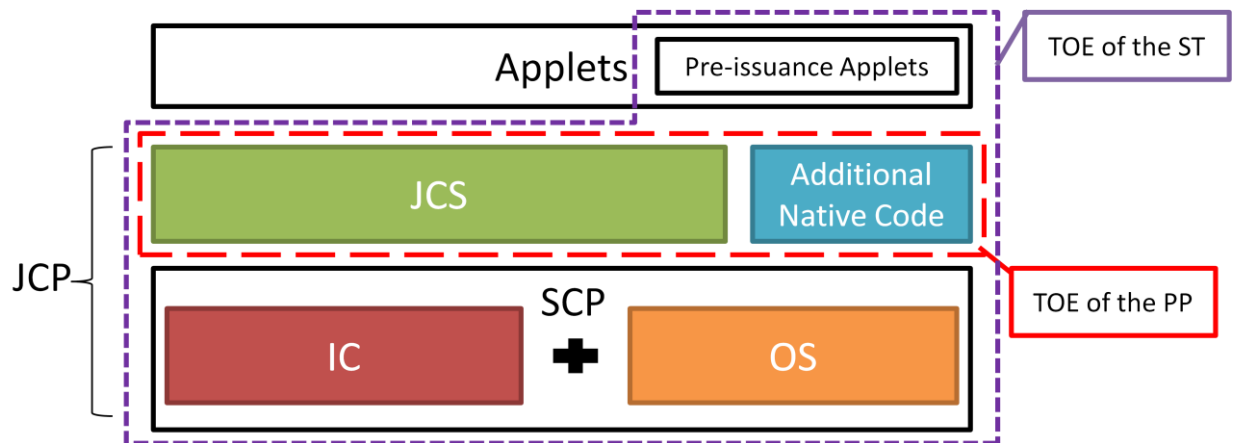 TOE of the ST
Applets
Pre-issuance Applets
JCS
Additional
Native Code
JCP
SCP
IC
OS
TOE of the PP